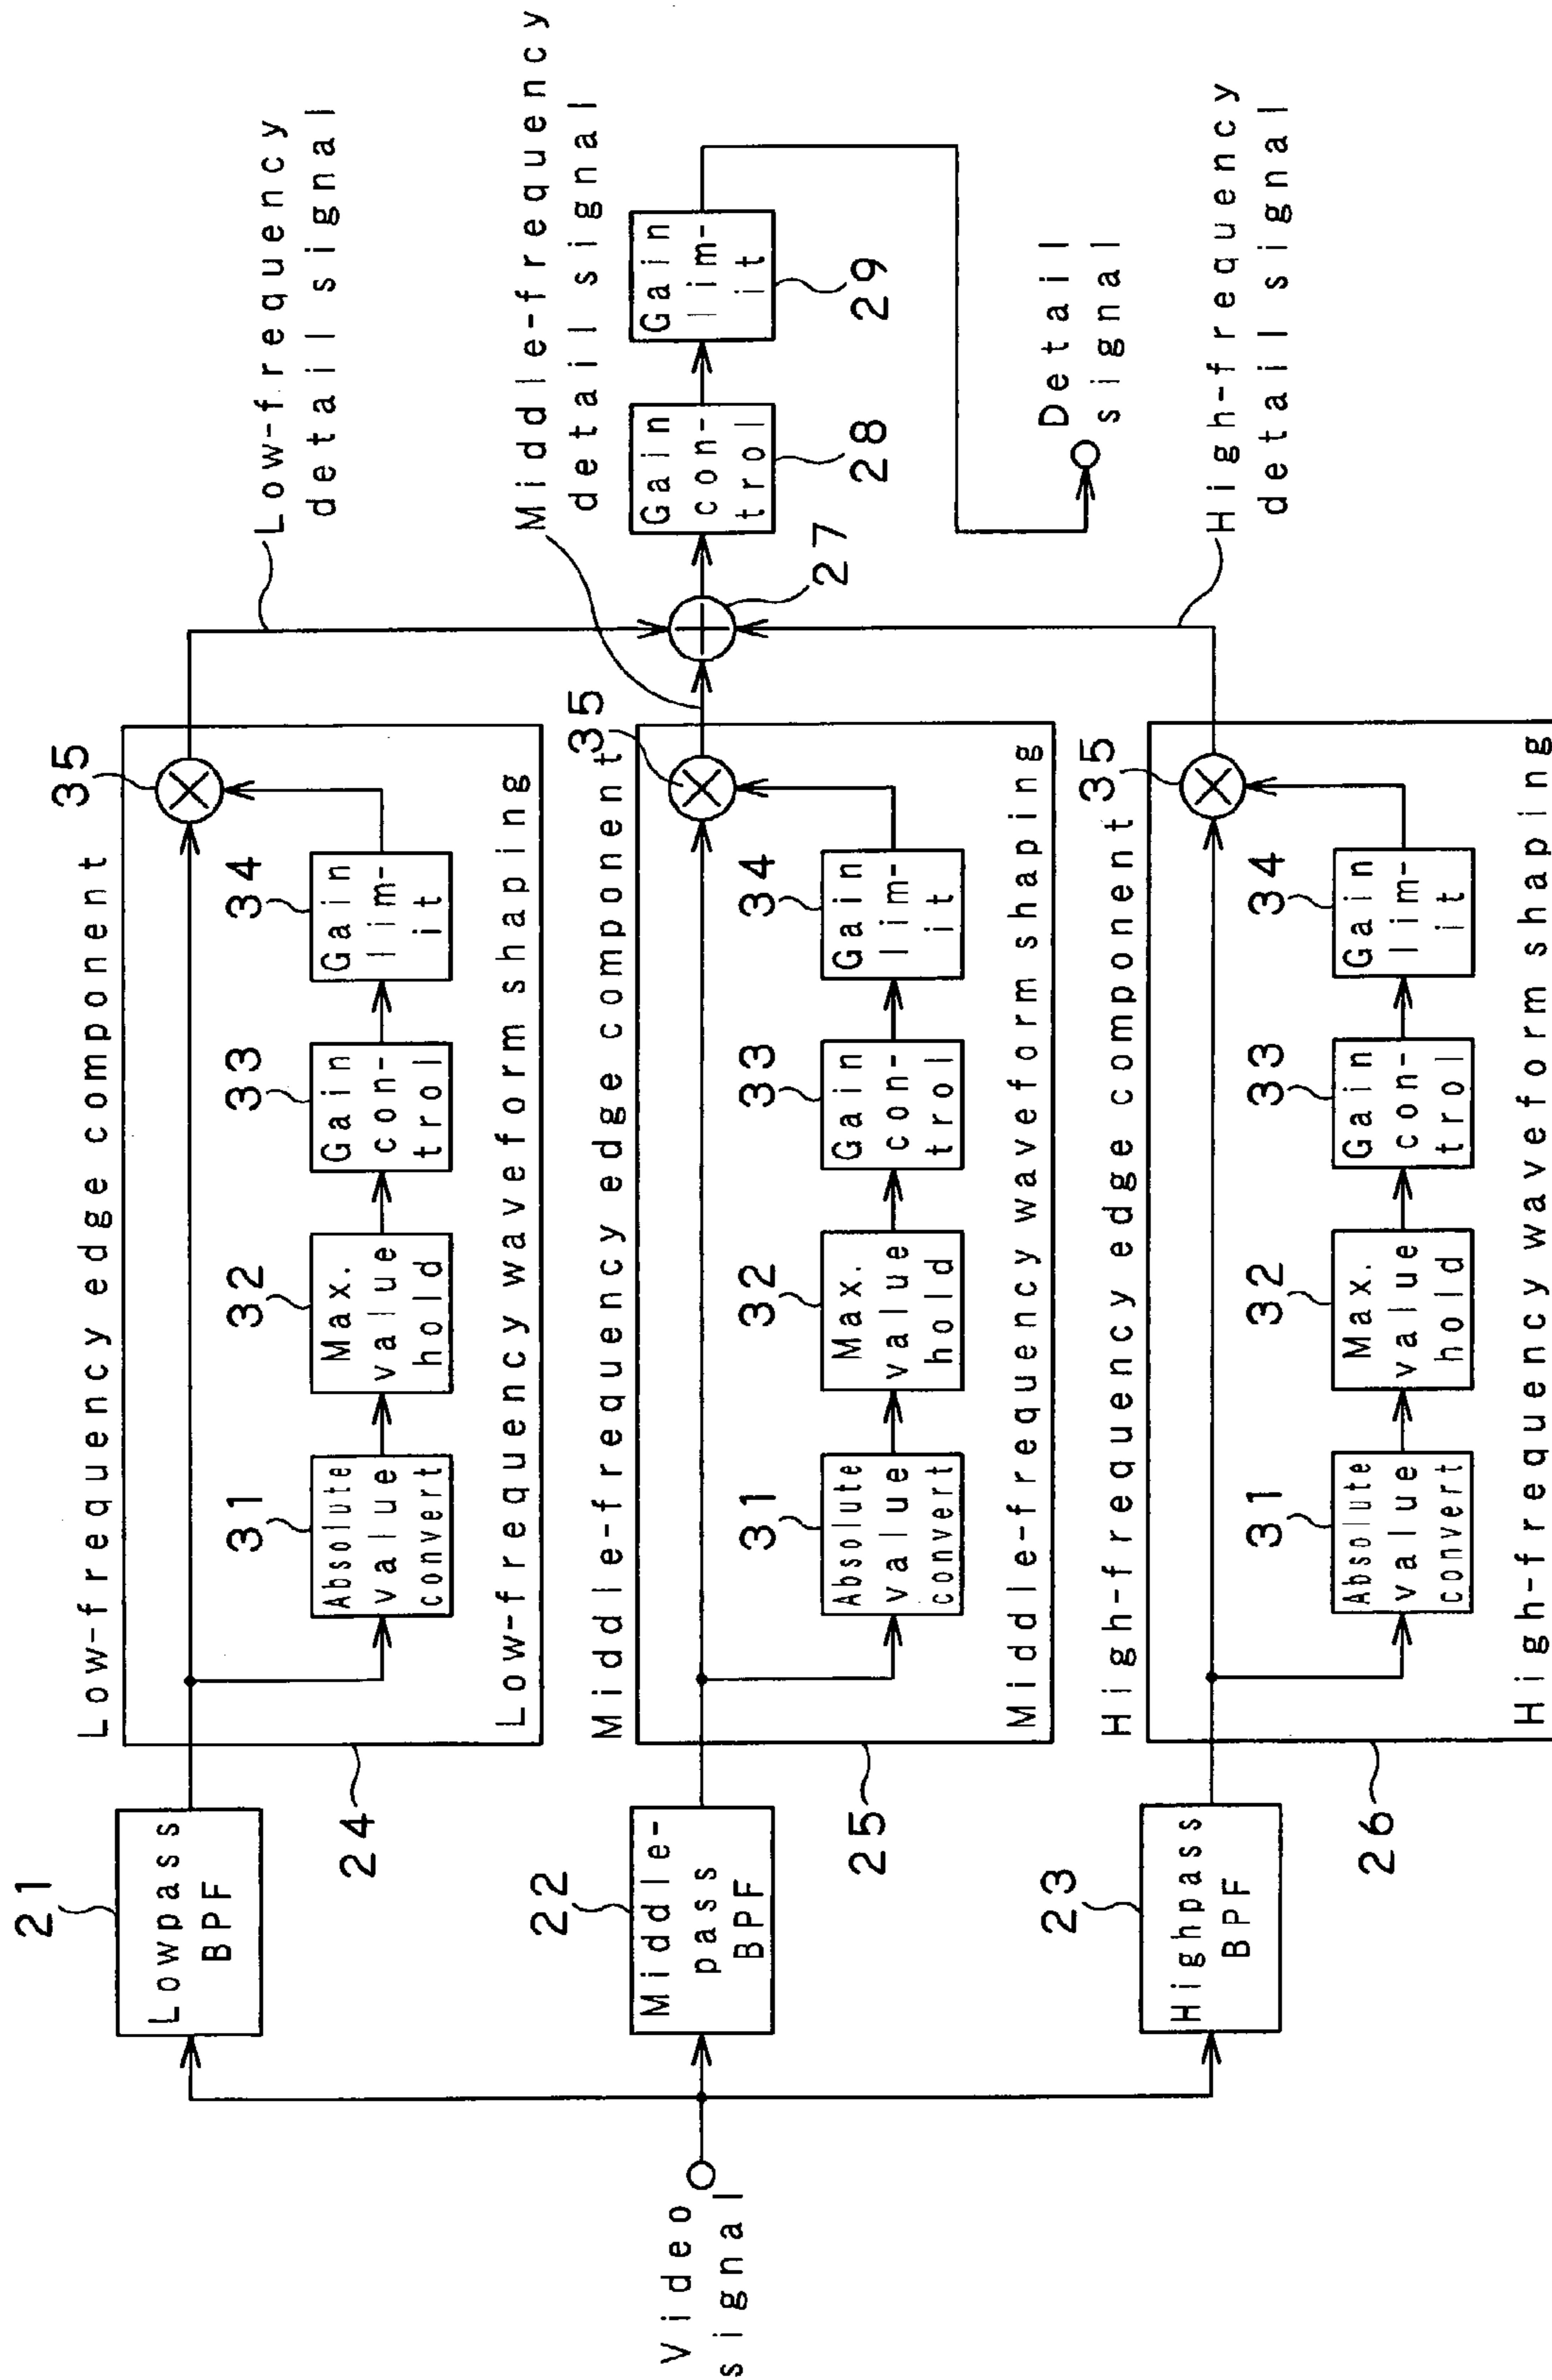 Video
signal
21
Lowpass
BPF
22
Middle-
pass
BPF
23
Highpass
BPF
Low-frequency edge component
24
31
Absolute
value
convert
32
Max.
value
hold
33
Gain
con-
trol
34
Gain
lim-
it
35
Low-frequency waveform shaping
Low-frequency
detail signal
Middle-frequency edge component
25
31
Absolute
value
convert
32
Max.
value
hold
33
Gain
con-
trol
34
Gain
lim-
it
35
Middle-frequency waveform shaping
Middle-frequency
detail signal
High-frequency edge component
26
31
Absolute
value
convert
32
Max.
value
hold
33
Gain
con-
trol
34
Gain
lim-
it
35
High-frequency waveform shaping
High-frequency
detail signal
27
Gain
con-
trol
28
Gain
lim-
it
29
Detail
signal